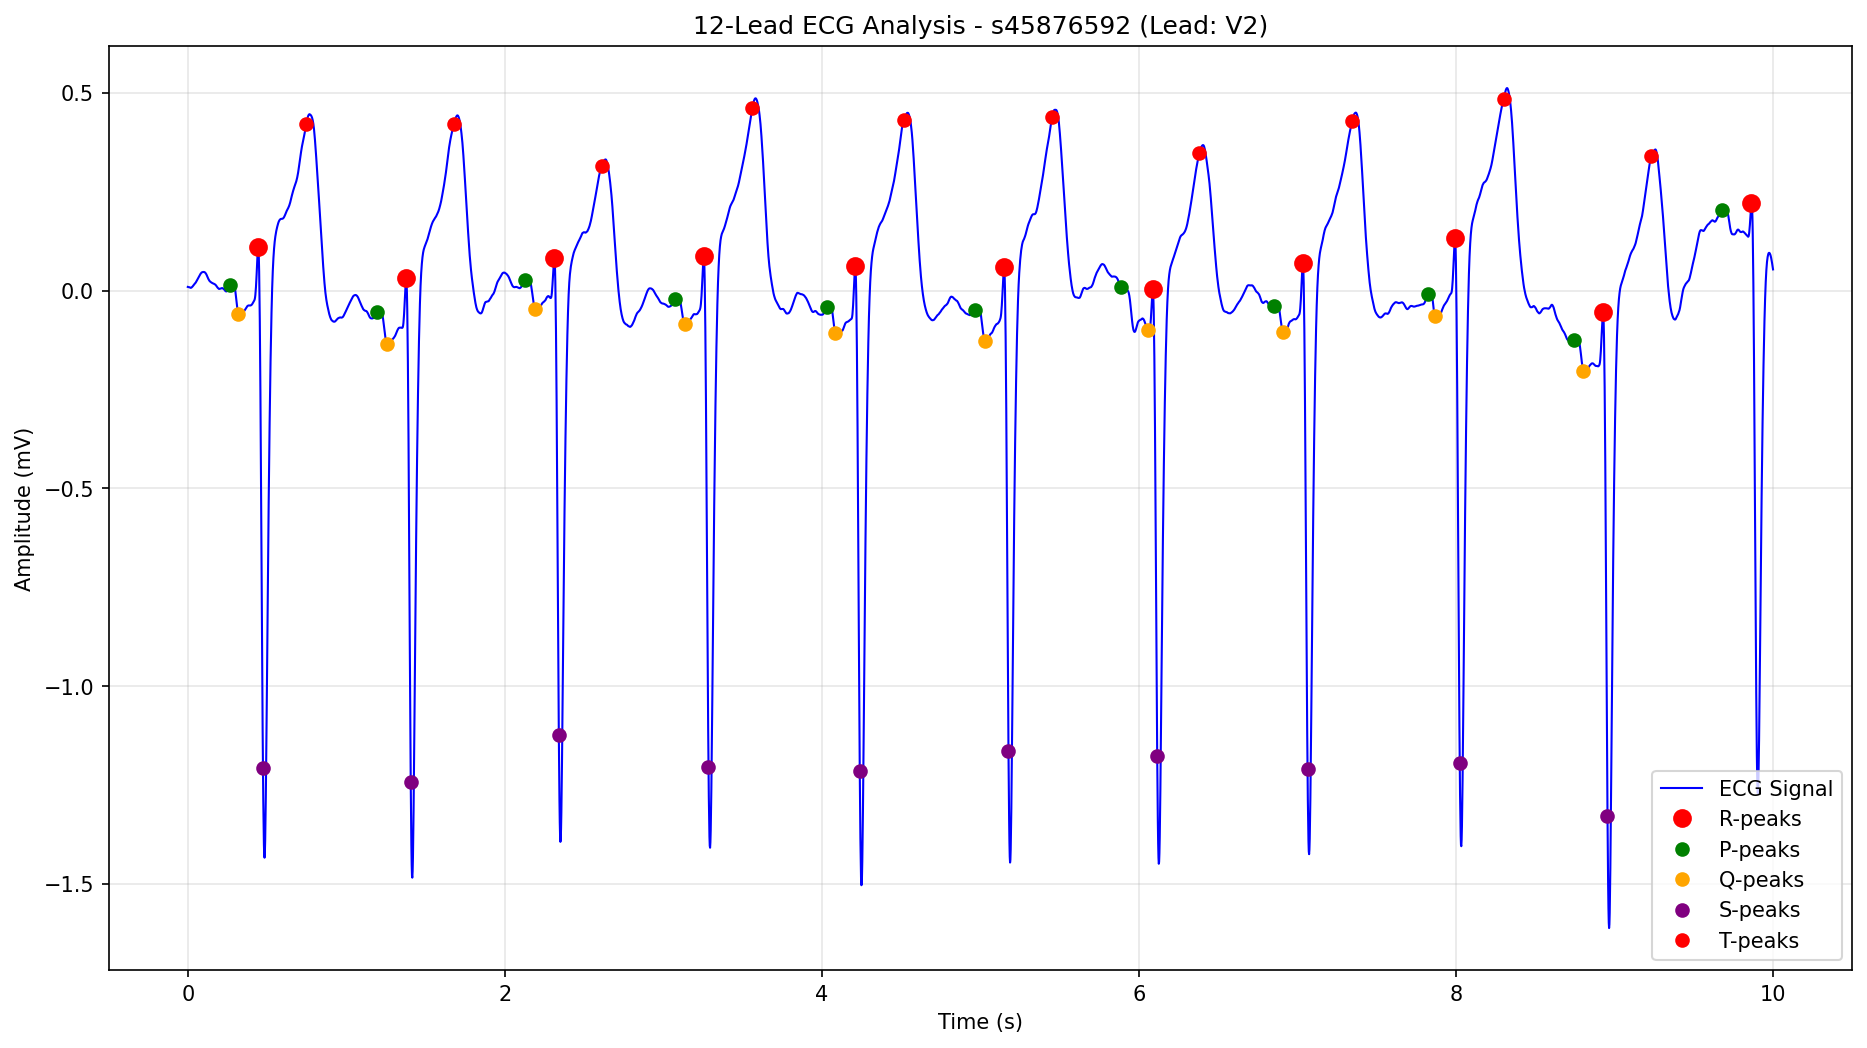 12-Lead ECG Analysis - s45876592 (Lead: V2)
Amplitude (mV)
0.5
0.0
−0.5
−1.0
−1.5
0
2
4
6
8
10
Time (s)
ECG Signal
R-peaks
P-peaks
Q-peaks
S-peaks
T-peaks